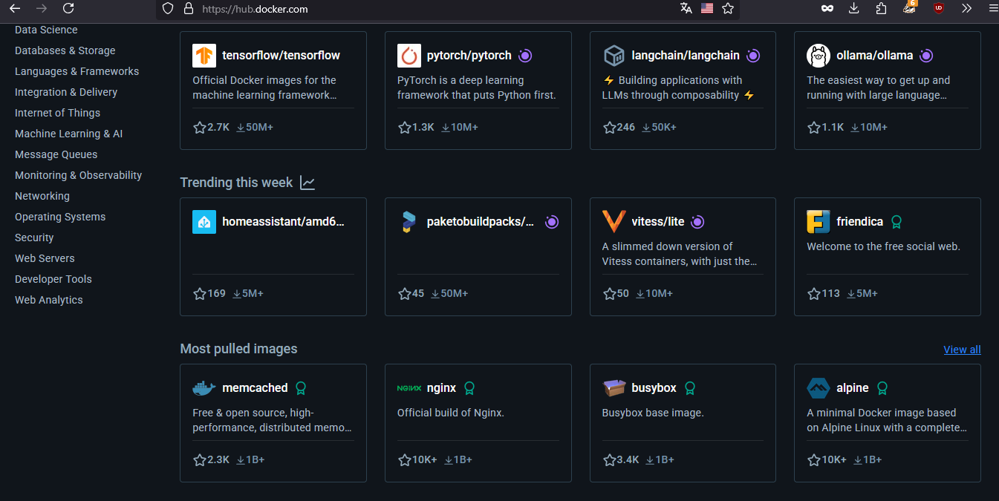 https://hub.docker.com
6
Data Science
Databases & Storage
Languages & Frameworks
Integration & Delivery
Internet of Things
Machine Learning & AI
Message Queues
Monitoring & Observability
Networking
Operating Systems
Security
Web Servers
Developer Tools
Web Analytics
tensorflow/tensorflow
Official Docker images for the
machine learning framework…
2.7K 50M+
pytorch/pytorch
PyTorch is a deep learning
framework that puts Python first.
1.3K 10M+
langchain/langchain
⚡ Building applications with
LLMs through composability ⚡
246 50K+
ollama/ollama
The easiest way to get up and
running with large language…
1.1K 10M+
Trending this week
homeassistant/amd6…
169 5M+
paketobuildpacks/…
45 50M+
vitess/lite
A slimmed down version of
Vitess containers, with just the…
50 10M+
friendica
Welcome to the free social web.
113 5M+
Most pulled images
View all
memcached
Free & open source, high-
performance, distributed memo…
2.3K 1B+
NGINX nginx
Official build of Nginx.
10K+ 1B+
busybox
Busybox base image.
3.4K 1B+
alpine
A minimal Docker image based
on Alpine Linux with a complete…
10K+ 1B+